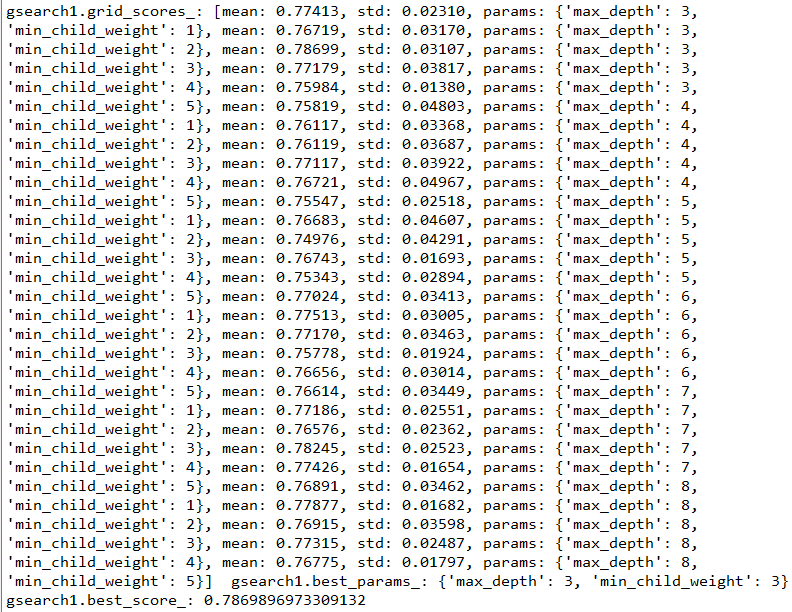 gsearch1.grid_scores_: [mean: 0.77413, std: 0.02310, params: {'max_depth': 3,
'min_child_weight': 1}, mean: 0.76719, std: 0.03170, params: {'max_depth': 3,
'min_child_weight': 2}, mean: 0.78699, std: 0.03107, params: {'max_depth': 3,
'min_child_weight': 3}, mean: 0.77179, std: 0.03817, params: {'max_depth': 3,
'min_child_weight': 4}, mean: 0.75984, std: 0.01380, params: {'max_depth': 3,
'min_child_weight': 5}, mean: 0.75819, std: 0.04803, params: {'max_depth': 4,
'min_child_weight': 1}, mean: 0.76117, std: 0.03368, params: {'max_depth': 4,
'min_child_weight': 2}, mean: 0.76119, std: 0.03687, params: {'max_depth': 4,
'min_child_weight': 3}, mean: 0.77117, std: 0.03922, params: {'max_depth': 4,
'min_child_weight': 4}, mean: 0.76721, std: 0.04967, params: {'max_depth': 4,
'min_child_weight': 5}, mean: 0.75547, std: 0.02518, params: {'max_depth': 5,
'min_child_weight': 1}, mean: 0.76683, std: 0.04607, params: {'max_depth': 5,
'min_child_weight': 2}, mean: 0.74976, std: 0.04291, params: {'max_depth': 5,
'min_child_weight': 3}, mean: 0.76743, std: 0.01693, params: {'max_depth': 5,
'min_child_weight': 4}, mean: 0.75343, std: 0.02894, params: {'max_depth': 5,
'min_child_weight': 5}, mean: 0.77024, std: 0.03413, params: {'max_depth': 6,
'min_child_weight': 1}, mean: 0.77513, std: 0.03005, params: {'max_depth': 6,
'min_child_weight': 2}, mean: 0.77170, std: 0.03463, params: {'max_depth': 6,
'min_child_weight': 3}, mean: 0.75778, std: 0.01924, params: {'max_depth': 6,
'min_child_weight': 4}, mean: 0.76656, std: 0.03014, params: {'max_depth': 6,
'min_child_weight': 5}, mean: 0.76614, std: 0.03449, params: {'max_depth': 7,
'min_child_weight': 1}, mean: 0.77186, std: 0.02551, params: {'max_depth': 7,
'min_child_weight': 2}, mean: 0.76576, std: 0.02362, params: {'max_depth': 7,
'min_child_weight': 3}, mean: 0.78245, std: 0.02523, params: {'max_depth': 7,
'min_child_weight': 4}, mean: 0.77426, std: 0.01654, params: {'max_depth': 7,
'min_child_weight': 5}, mean: 0.76891, std: 0.03462, params: {'max_depth': 8,
'min_child_weight': 1}, mean: 0.77877, std: 0.01682, params: {'max_depth': 8,
'min_child_weight': 2}, mean: 0.76915, std: 0.03598, params: {'max_depth': 8,
'min_child_weight': 3}, mean: 0.77315, std: 0.02487, params: {'max_depth': 8,
'min_child_weight': 4}, mean: 0.76775, std: 0.01797, params: {'max_depth': 8,
'min_child_weight': 5}]  gsearch1.best_params_: {'max_depth': 3, 'min_child_weight': 3}
gsearch1.best_score_: 0.7869896973309132